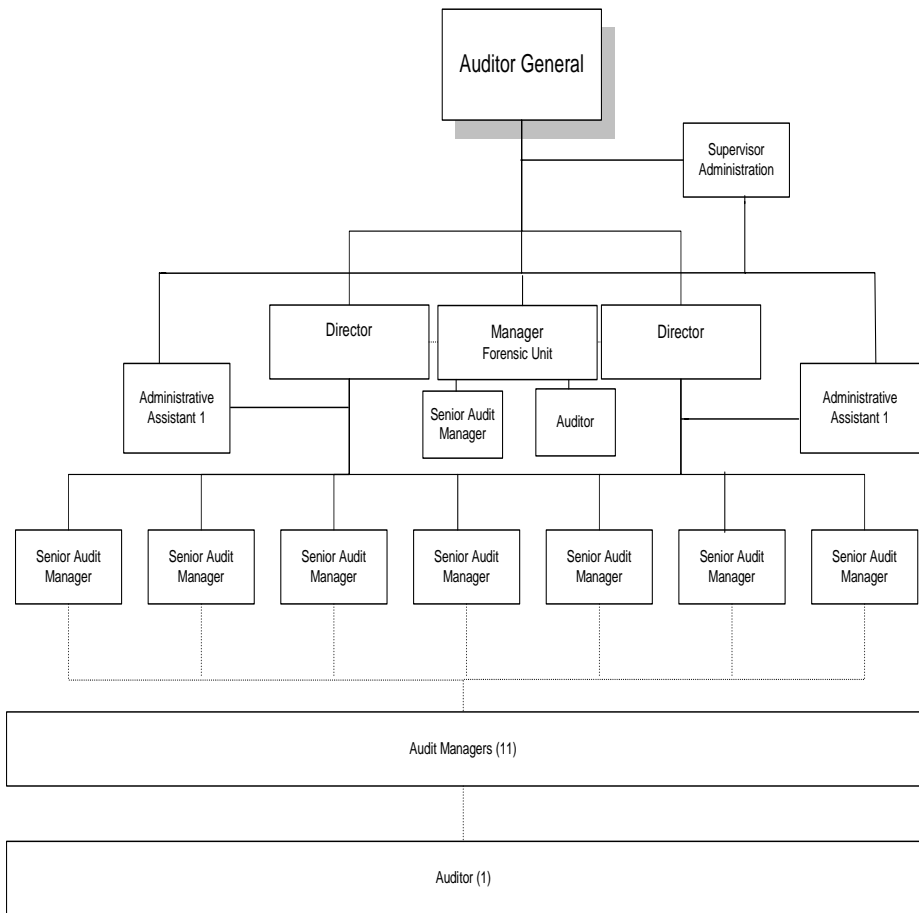 Auditor General
Supervisor
Administration
Director
Manager
Forensic Unit
Director
Administrative
Assistant 1
Senior Audit
Manager
Auditor
Administrative
Assistant 1
Senior Audit
Manager
Senior Audit
Manager
Senior Audit
Manager
Senior Audit
Manager
Senior Audit
Manager
Senior Audit
Manager
Senior Audit
Manager
Audit Managers (11)
Auditor (1)